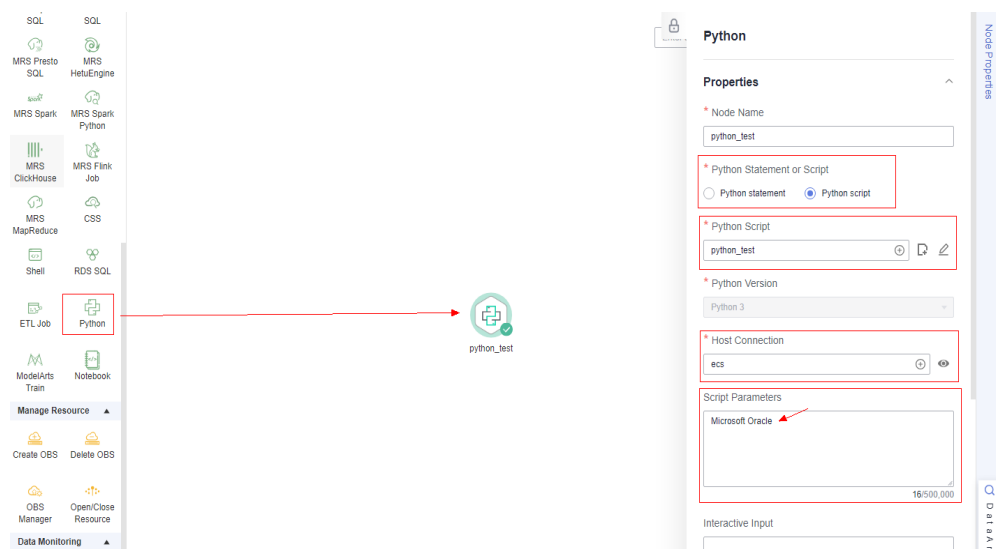 SQL
SQL
MRS Presto
SQL
MRS
HetuEngine
MRS Spark
MRS Spark
Python
MRS
ClickHouse
MRS Flink
Job
MRS
MapReduce
CSS
Shell
RDS SQL
ETL Job
Python
ModelArts
Train
Notebook
Manage Resource
Create OBS
Delete OBS
OBS
Manager
Open/Close
Resource
Data Monitoring
python_test
Python
Properties
* Node Name
python_test
* Python Statement or Script
Python statement
Python script
* Python Script
python_test
* Python Version
Python 3
* Host Connection
ecs
Script Parameters
Microsoft Oracle
16/500,000
Interactive Input
Node Properties